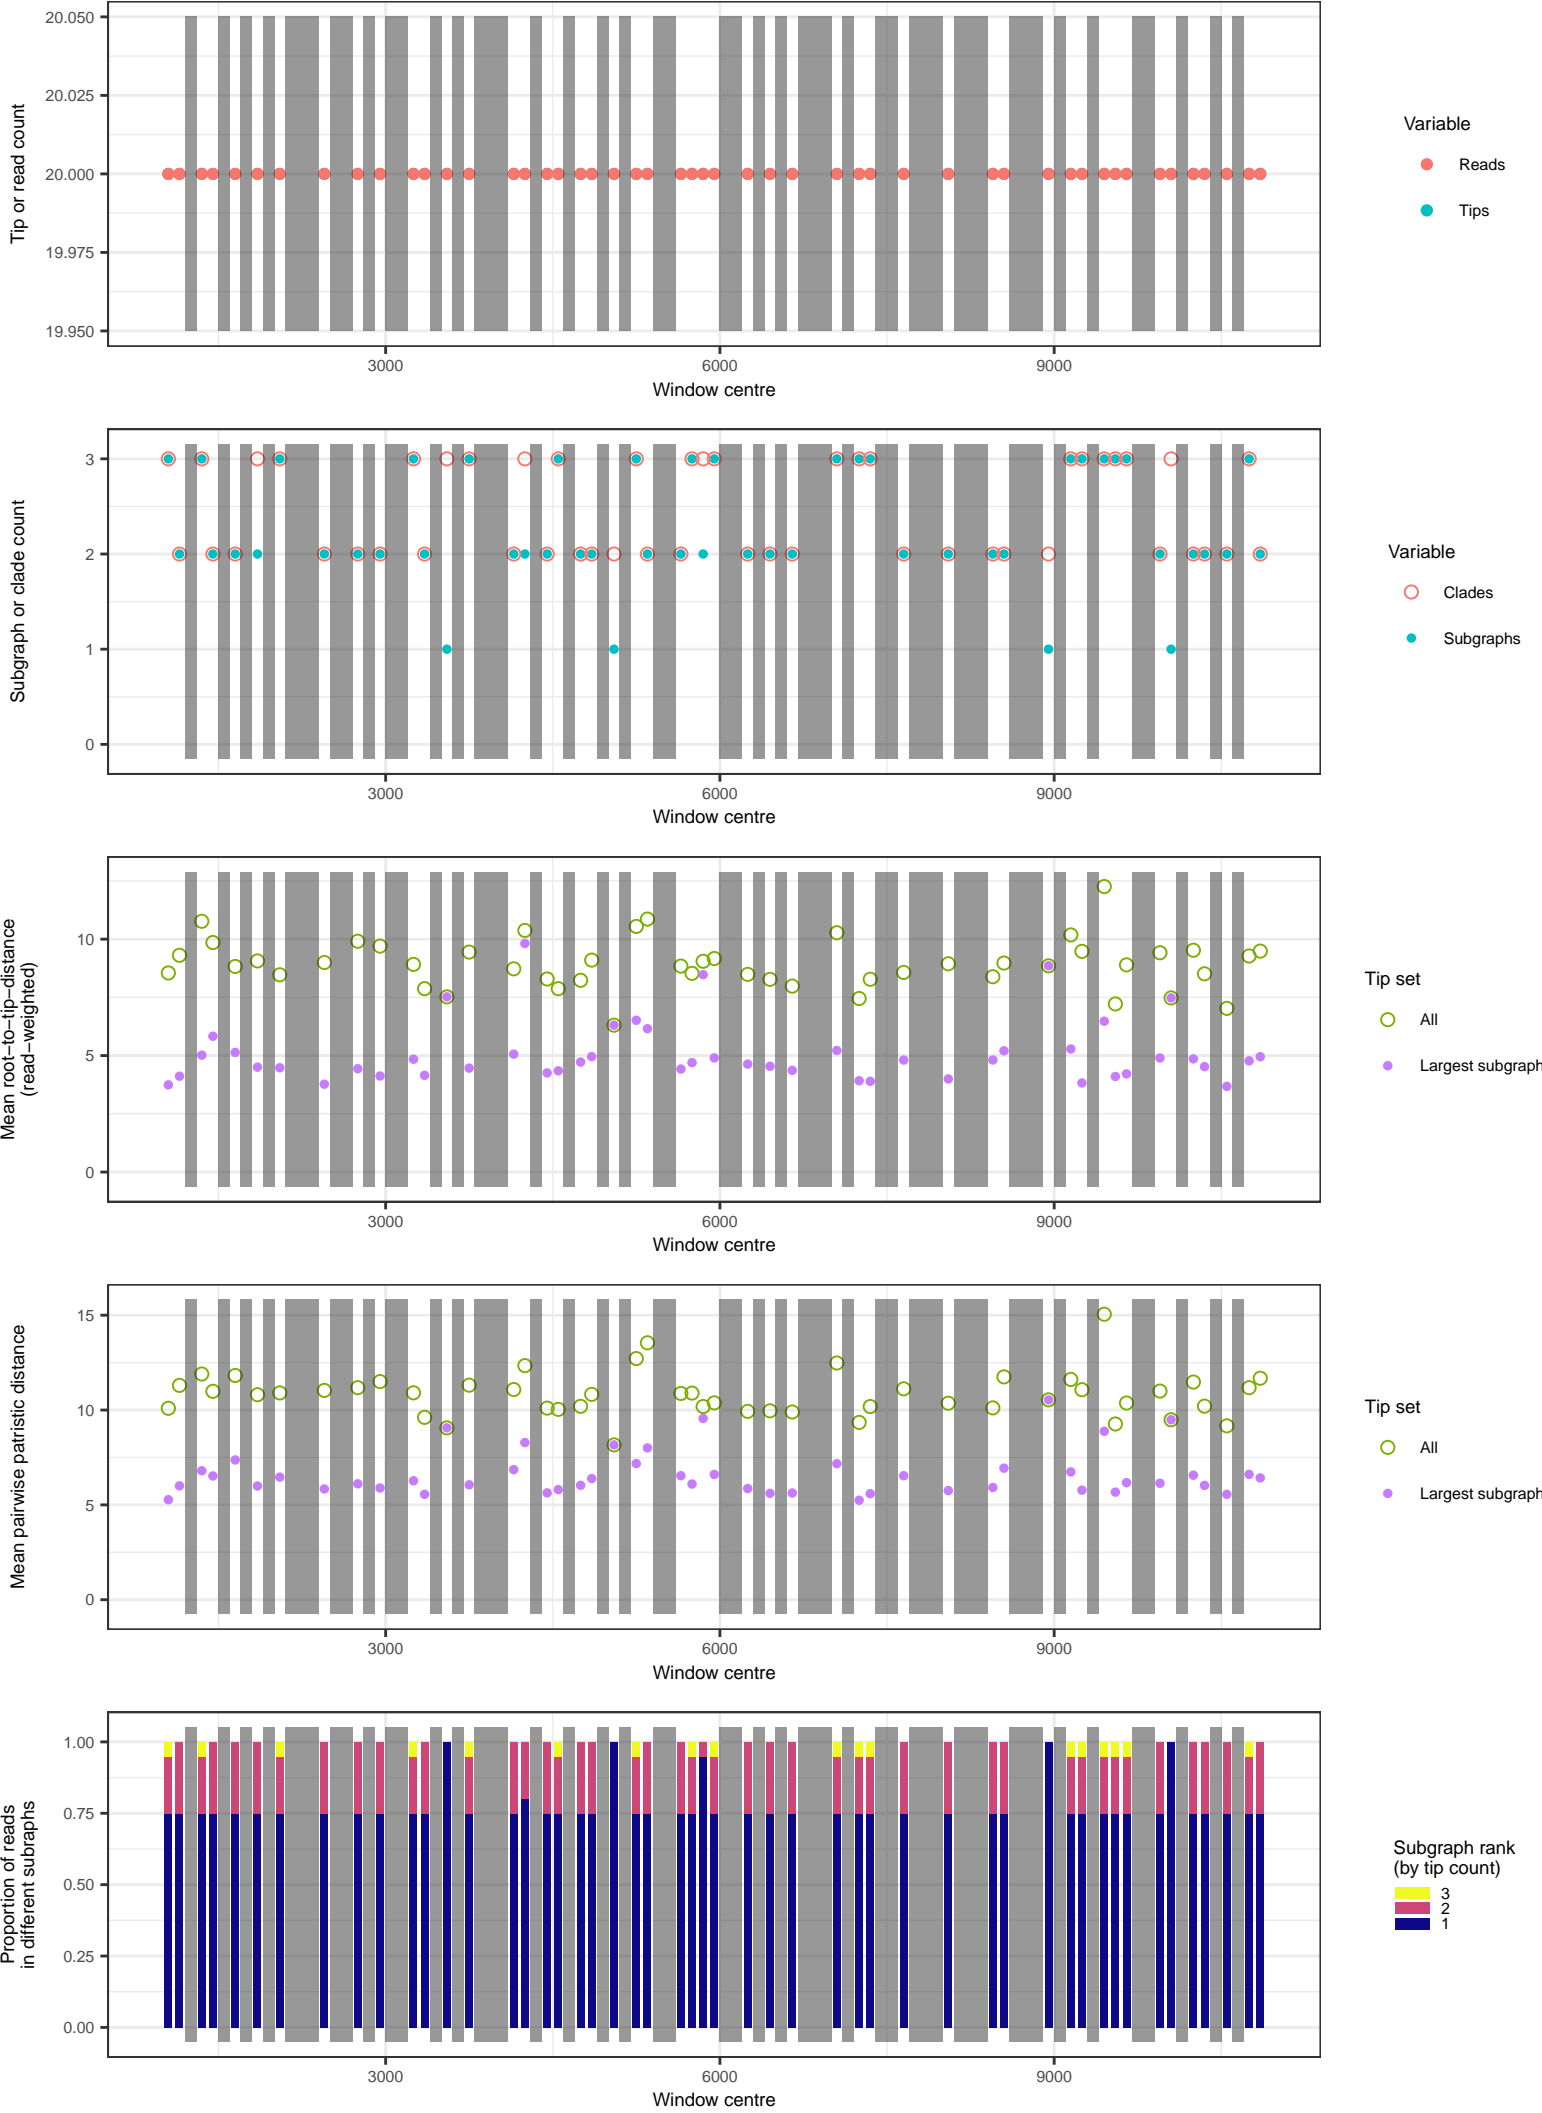 20.050
20.025
20.000
19.975
19.950
Tip or read count
3000
6000
9000
Window centre
Variable
Reads
Tips
3
2
1
0
Subgraph or clade count
3000
6000
9000
Window centre
Variable
Clades
Subgraphs
10
5
0
Mean root−to−tip−distance
(read−weighted)
3000
6000
9000
Window centre
Tip set
All
Largest subgraph
15
10
5
0
Mean pairwise patristic distance
3000
6000
9000
Window centre
Tip set
All
Largest subgraph
1.00
0.75
0.50
0.25
0.00
Proportion of reads
in different subraphs
3000
6000
9000
Window centre
Subgraph rank
(by tip count)
3
2
1